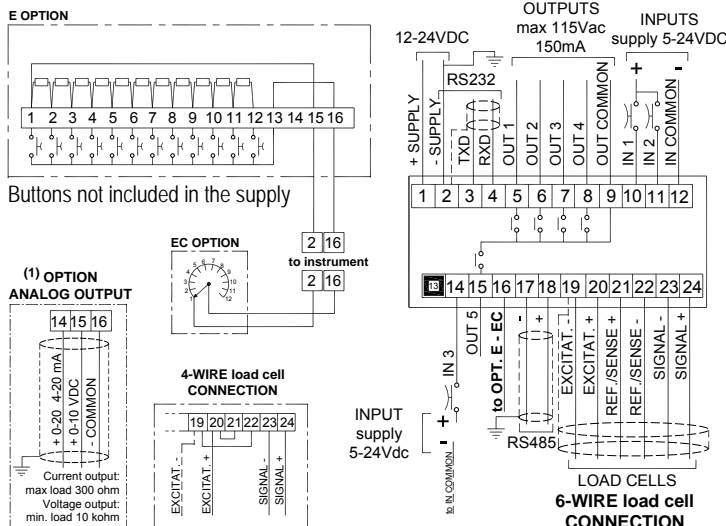 E OPTION
1 2 3 4 5 6 7 8 9 10 11 12 13 14 15 16
Buttons not included in the supply
EC OPTION
1 2 3 4 5 6 7 8 9 10 11 12
2 16
to instrument
2 16
(1) OPTION
ANALOG OUTPUT
14 15 16
+ 0-20 4-20 mA
+ 0-10 VDC
- COMMON
Current output:
max load 300 ohm
Voltage output:
min. load 10 kohm
4-WIRE load cell
CONNECTION
19 20 21 22 23 24
EXCITAT. -
EXCITAT. +
SIGNAL -
SIGNAL +
12-24VDC
OUTPUTS
max 115Vac
150mA
INPUTS
supply 5-24VDC
RS232
+ -
+ SUPPLY
- SUPPLY
TXD
RXD
OUT 1
OUT 2
OUT 3
OUT 4
OUT COMMON
IN 1
IN 2
IN COMMON
1 2 3 4 5 6 7 8 9 10 11 12
13 14 15 16 17 18 19 20 21 22 23 24
IN 3
OUT 5
to OPT. E - EC
- +
RS485
EXCITAT. -
EXCITAT. +
REF./SENSE +
REF./SENSE -
SIGNAL -
SIGNAL +
INPUT
supply
5-24Vdc
+
-
to IN COMMON
LOAD CELLS
6-WIRE load cell
CONNECTION